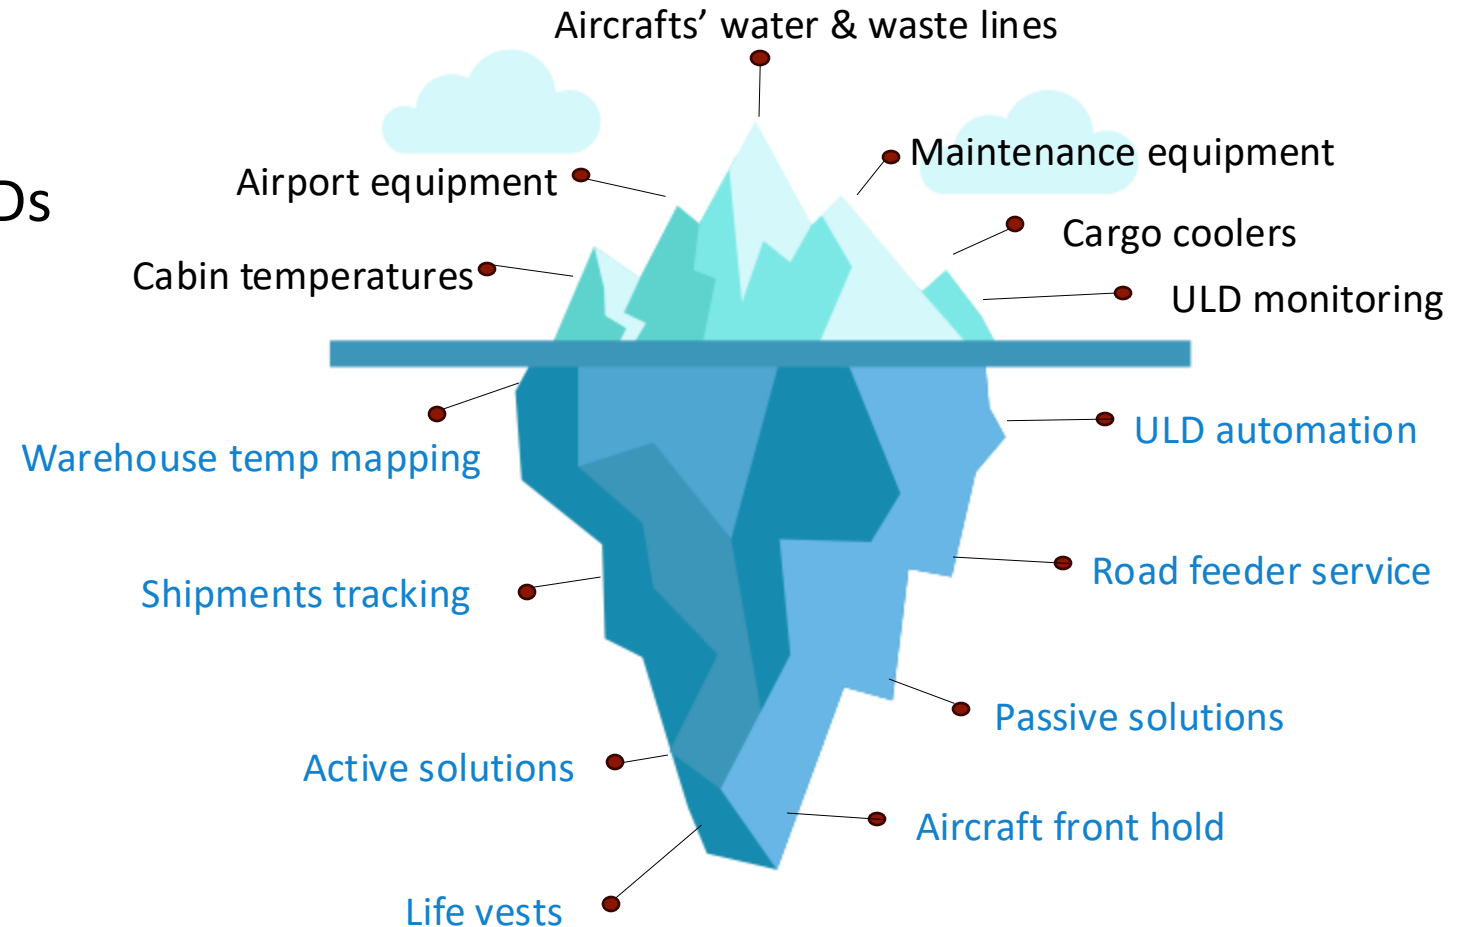 Aircrafts’ water & waste lines
Maintenance equipment
Airport equipment
Ds
Cargo coolers
Cabin temperatures
ULD monitoring
ULD automation
Warehouse temp mapping
Road feeder service
Shipments tracking
Passive solutions
Active solutions
Aircraft front hold
Life vests